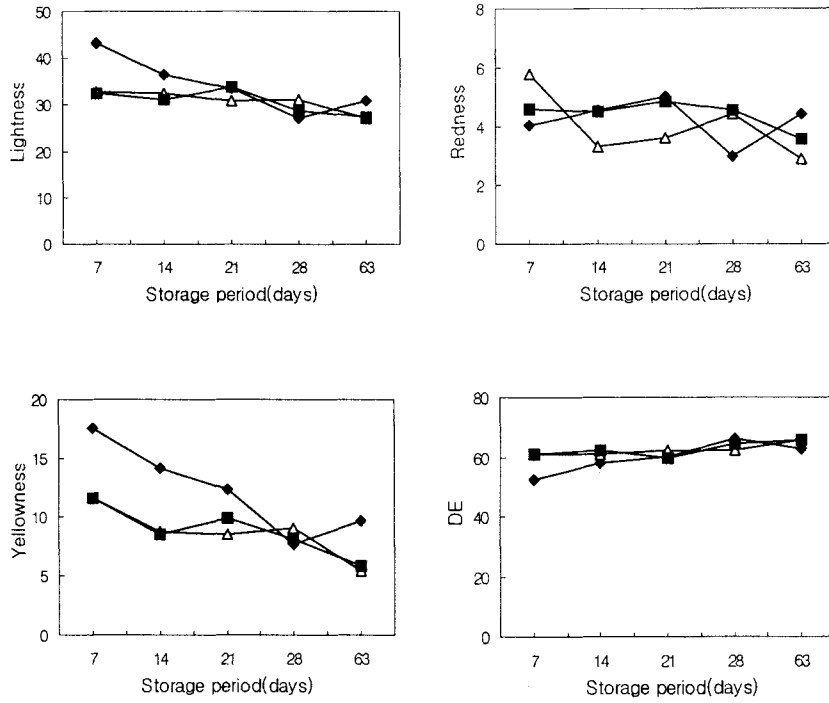 50
40
30
20
10
0
Lightness
7 14 21 28 63
Storage period(days)
8
6
4
2
0
Redness
7 14 21 28 63
Storage period(days)
20
15
10
5
0
Yellowness
7 14 21 28 63
Storage period(days)
80
60
40
20
0
DE
7 14 21 28 63
Storage period(days)